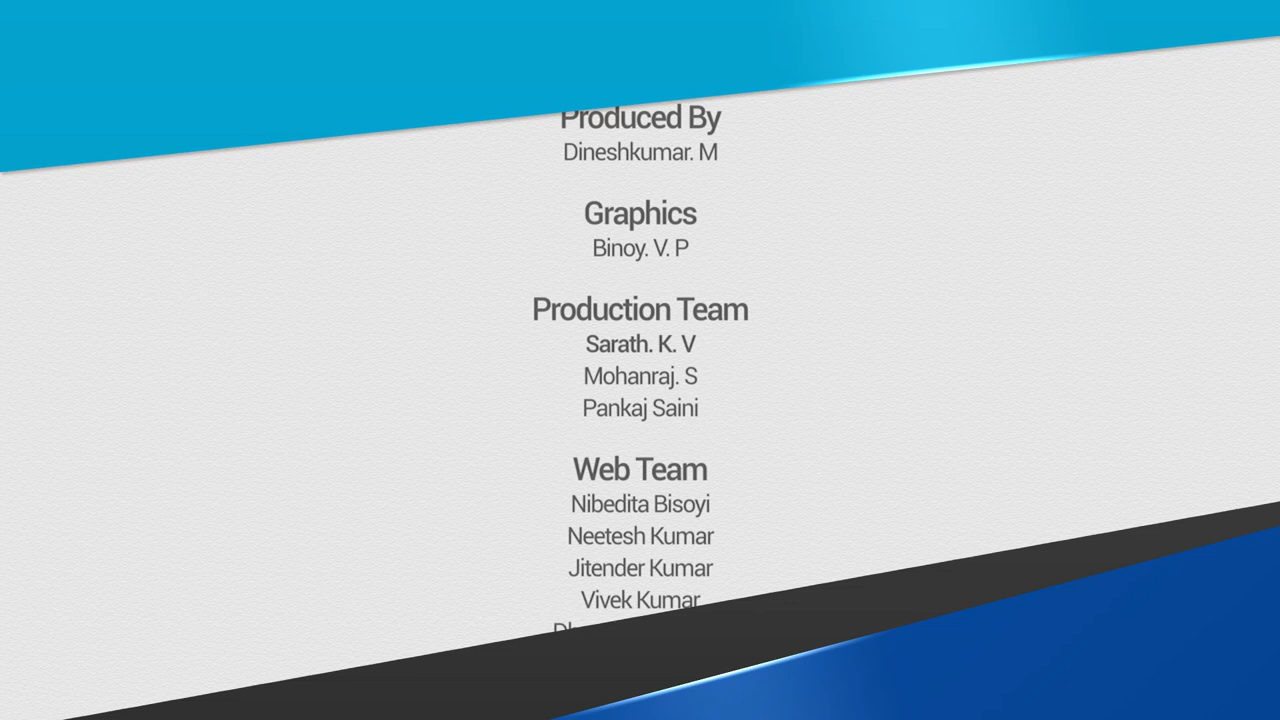 Produced By
Dineshkumar. M
Graphics
Binoy. V. P
Production Team
Sarath. K. V
Mohanraj. S
Pankaj Saini
Web Team
Nibedita Bisoyi
Neetesh Kumar
Jitender Kumar
Vivek Kumar